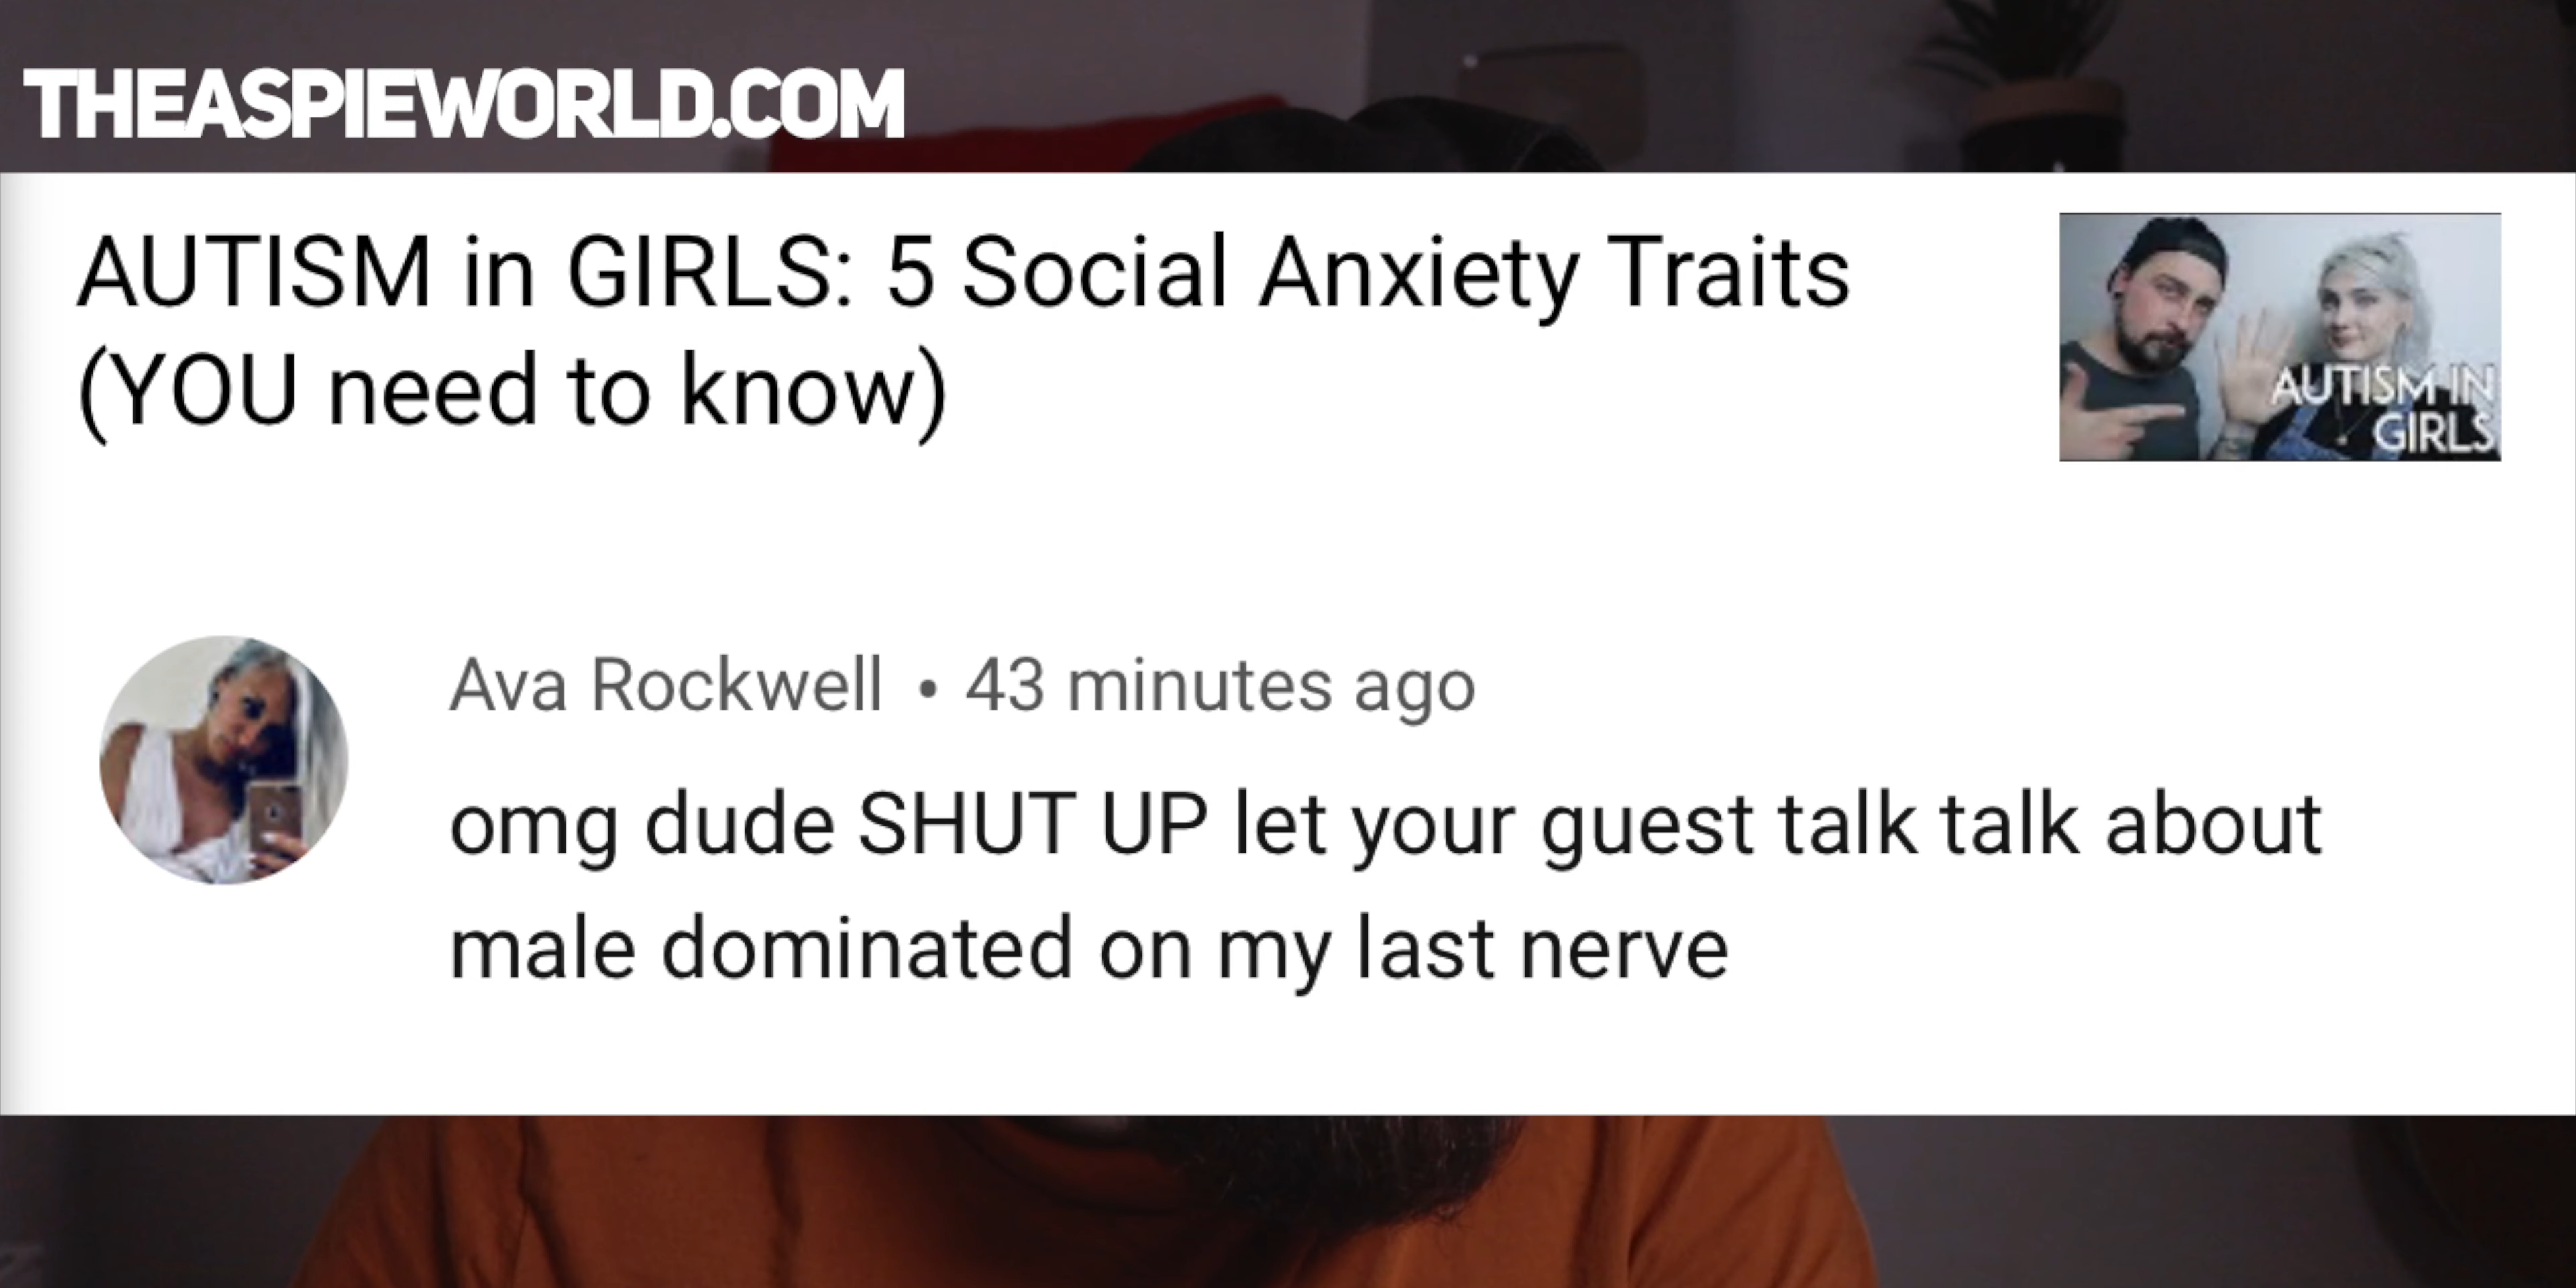 THEASPIEWORLD.COM
AUTISM in GIRLS: 5 Social Anxiety Traits
(YOU need to know)
AUTISM IN
GIRLS
Ava Rockwell • 43 minutes ago
omg dude SHUT UP let your guest talk talk about
male dominated on my last nerve